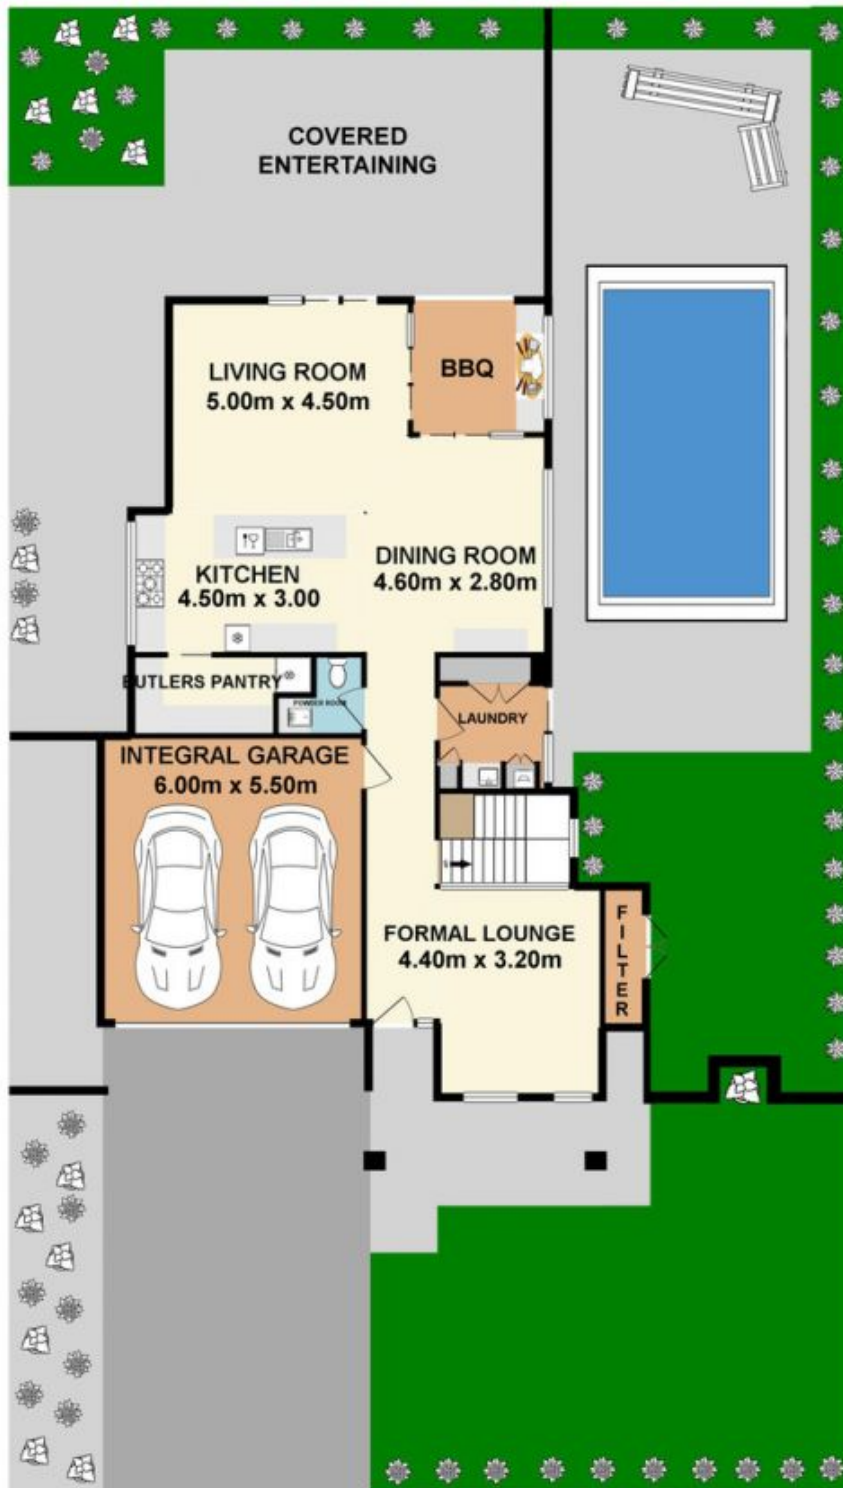 COVERED
ENTERTAINING
LIVING ROOM
5.00m x 4.50m
BBQ
DINING ROOM
4.60m x 2.80m
KITCHEN
4.50m x 3.00
BUTLERS PANTRY
POWDER ROOM
LAUNDRY
INTEGRAL GARAGE
6.00m x 5.50m
FORMAL LOUNGE
4.40m x 3.20m
FILTER